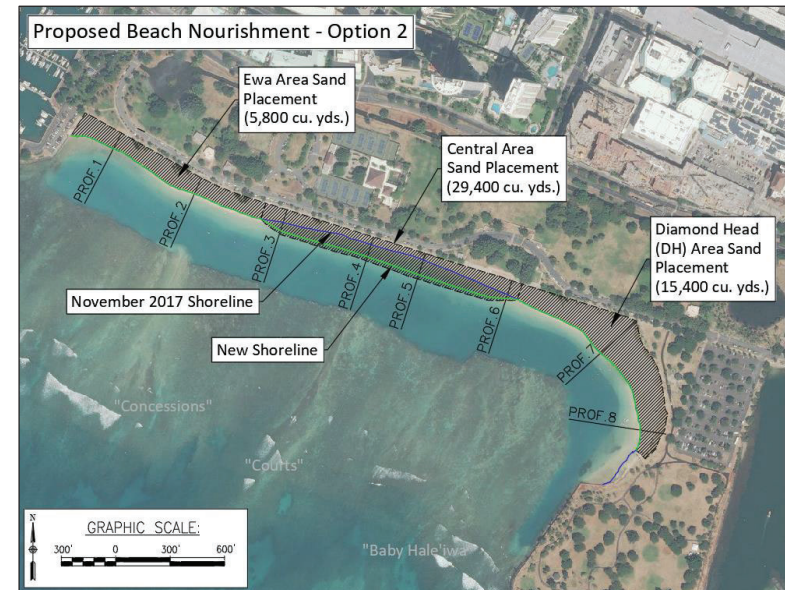 Proposed Beach Nourishment - Option 2
Ewa Area Sand
Placement
(5,800 cu. yds.)
Central Area
Sand Placement
(29,400 cu. yds.)
Diamond Head
(DH) Area Sand
Placement
(15,400 cu. yds.)
PROF.1
PROF.2
PROF.3
PROF.4
PROF.5
PROF.6
PROF.7
PROF.8
November 2017 Shoreline
New Shoreline
"Concessions"
"Courts"
"Baby Hale'iwa"
N
GRAPHIC SCALE:
300' 0 300' 600'